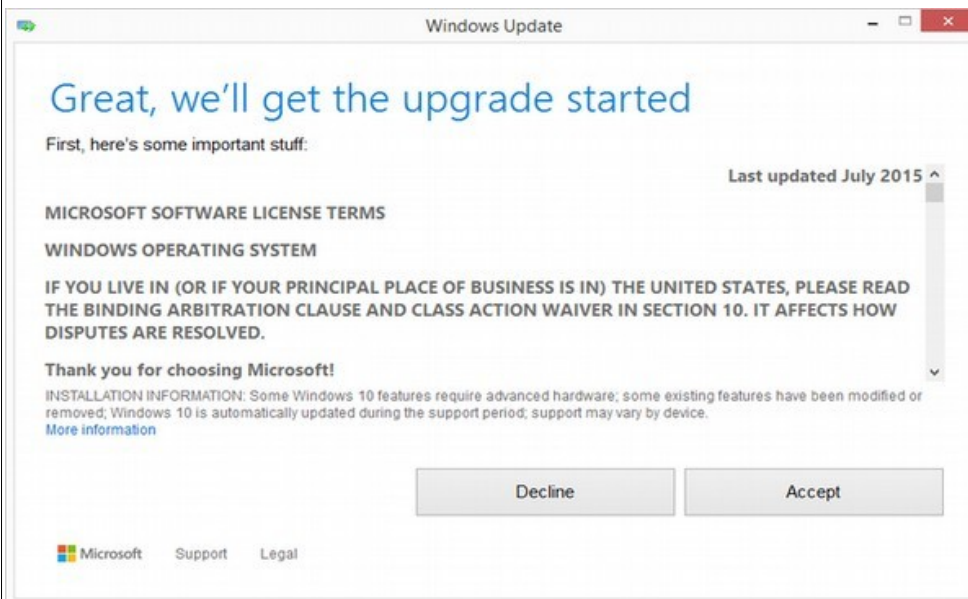 Windows Update
Great, we'll get the upgrade started
First, here's some important stuff:
Last updated July 2015
MICROSOFT SOFTWARE LICENSE TERMS
WINDOWS OPERATING SYSTEM
IF YOU LIVE IN (OR IF YOUR PRINCIPAL PLACE OF BUSINESS IS IN) THE UNITED STATES, PLEASE READ
THE BINDING ARBITRATION CLAUSE AND CLASS ACTION WAIVER IN SECTION 10. IT AFFECTS HOW
DISPUTES ARE RESOLVED.
Thank you for choosing Microsoft!
INSTALLATION INFORMATION: Some Windows 10 features require advanced hardware; some existing features have been modified or
removed; Windows 10 is automatically updated during the support period; support may vary by device.
More information
Decline
Accept
Microsoft Support Legal